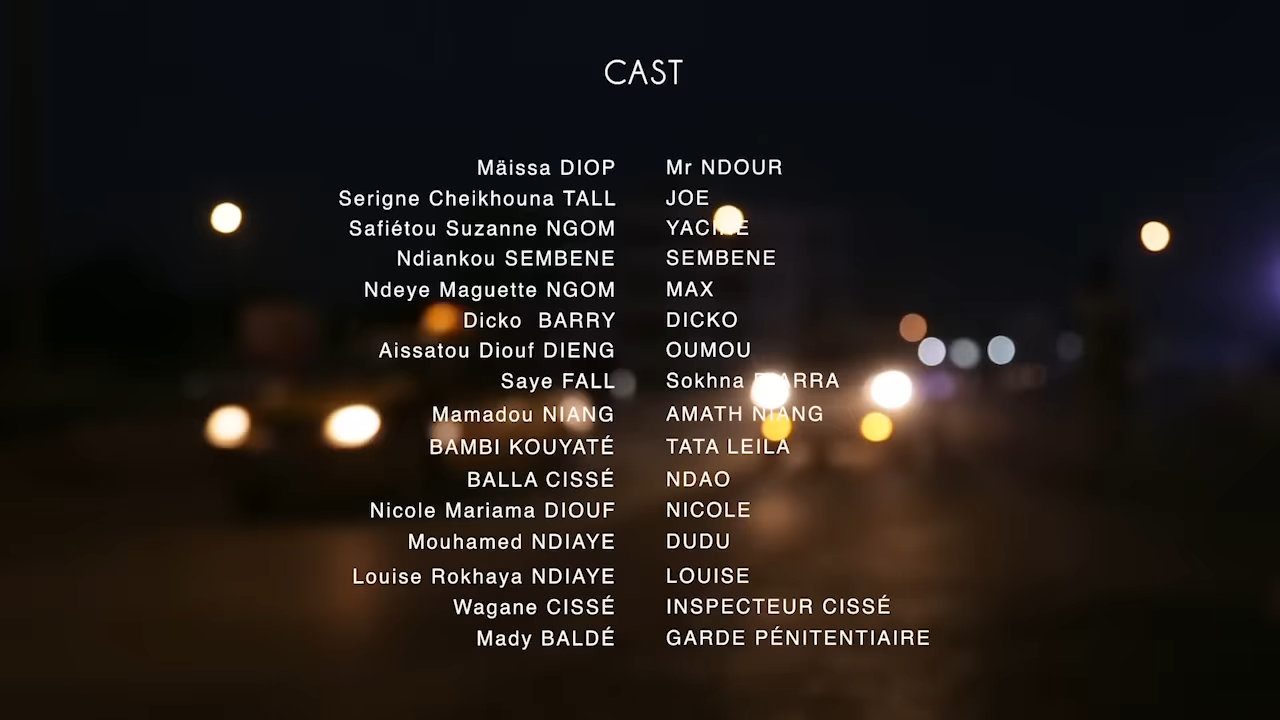 CAST
Mäissa DIOP Mr NDOUR
Serigne Cheikhouna TALL JOE
Safiétou Suzanne NGOM YACINE
Ndiankou SEMBENE SEMBENE
Ndeye Maguette NGOM MAX
Dicko BARRY DICKO
Aissatou Diouf DIENG OUMOU
Saye FALL Sokhna DIARRA
Mamadou NIANG AMATH NIANG
BAMBI KOUYATÉ TATA LEILA
BALLA CISSÉ NDAO
Nicole Mariama DIOUF NICOLE
Mouhamed NDIAYE DUDU
Louise Rokhaya NDIAYE LOUISE
Wagane CISSÉ INSPECTEUR CISSÉ
Mady BALDÉ GARDE PÉNITENTIAIRE